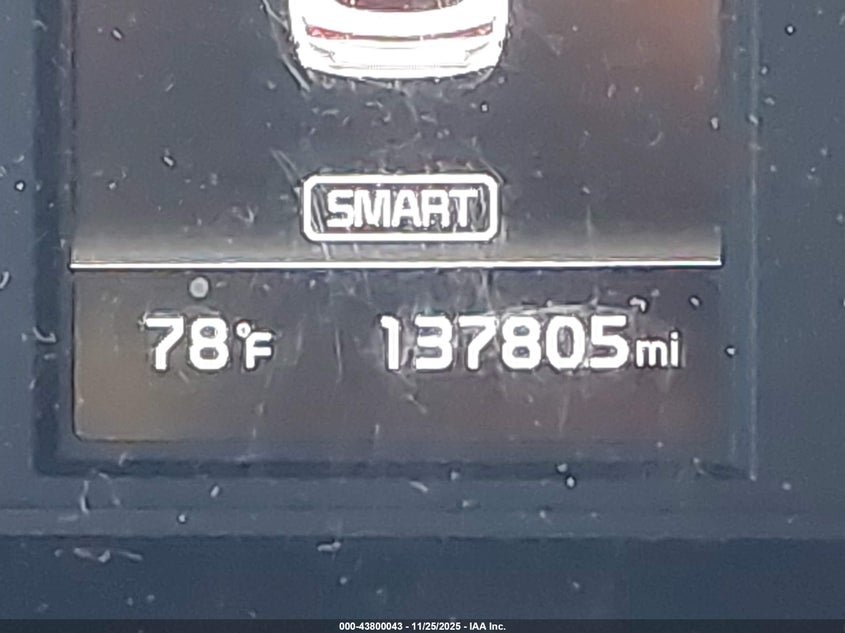 SMART
78°F 137805mi
000-43800043 - 11/25/2025 - IAA Inc.